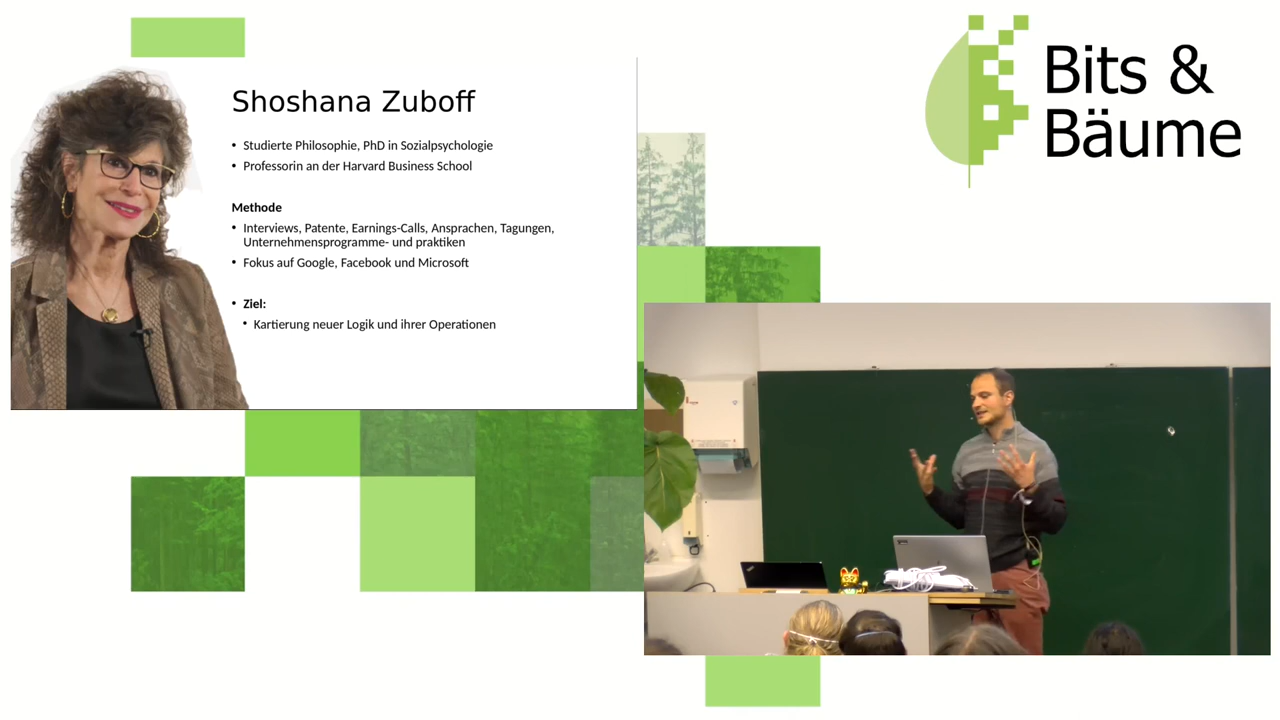 Shoshana Zuboff
• Studierte Philosophie, PhD in Sozialpsychologie
• Professorin an der Harvard Business School
Methode
• Interviews, Patente, Earnings-Calls, Ansprachen, Tagungen,
Unternehmensprogramme- und praktiken
• Fokus auf Google, Facebook und Microsoft
• Ziel:
• Kartierung neuer Logik und ihrer Operationen
Bits &
Bäume